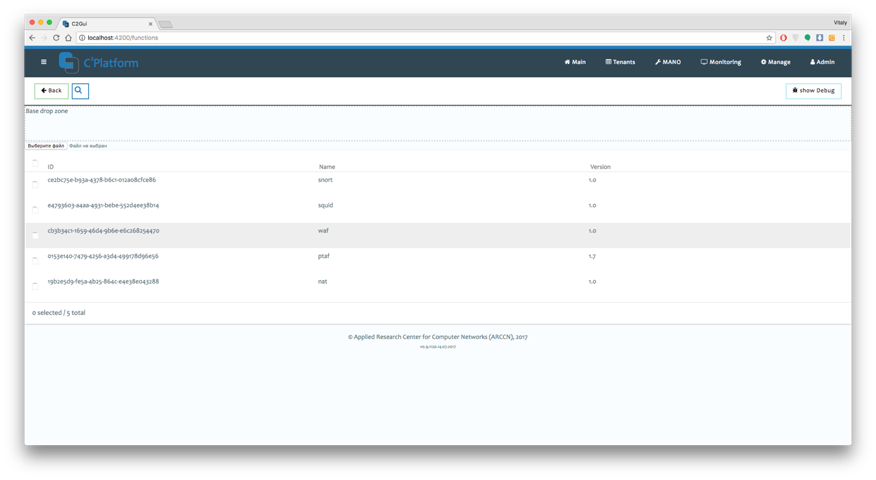 C2Gui
Vitaly
localhost:4200/functions
C²Platform
Main
Tenants
MANO
Monitoring
Manage
Admin
Back
show Debug
Base drop zone
Выберите файл Файл не выбран
ID Name Version
ce2bc75e-b93a-4378-b6c1-012a08cfce86 snort 1.0
e4793603-a4aa-4931-bebe-552d4ee38b14 squid 1.0
cb3b34c1-1659-46d4-9b6e-e6c268254470 waf 1.0
0153e140-7479-4256-a3d4-499178d96e56 ptaf 1.7
19b2e5d9-fe5a-4b25-864c-e4e38e043288 nat 1.0
0 selected / 5 total
© Applied Research Center for Computer Networks (ARCCN), 2017